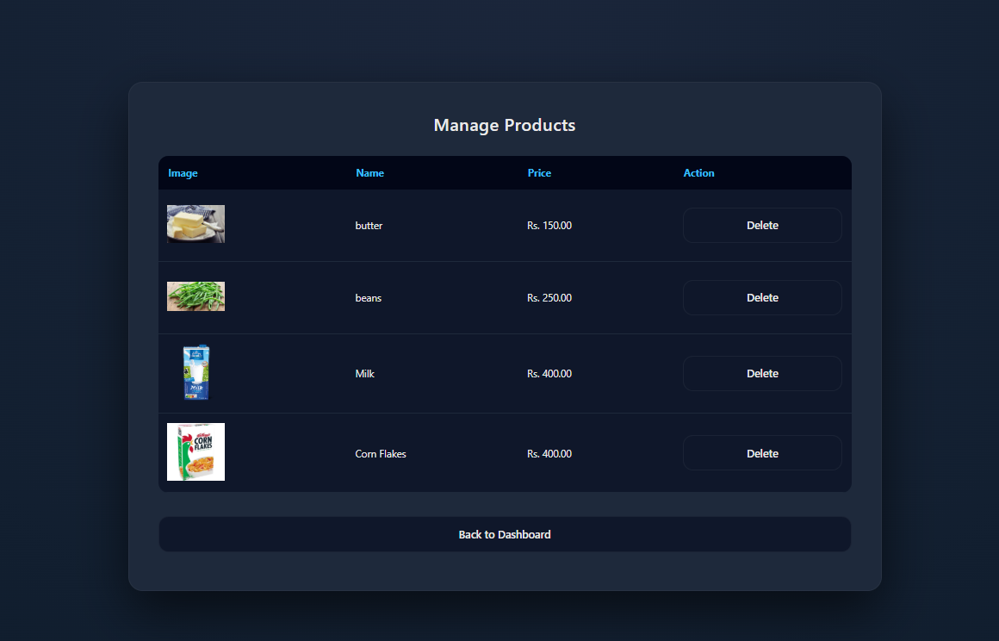 Manage Products
Image Name Price Action
butter Rs. 150.00 Delete
beans Rs. 250.00 Delete
Milk
Milk Rs. 400.00 Delete
CORN
FLAKES
Corn Flakes Rs. 400.00 Delete
Back to Dashboard